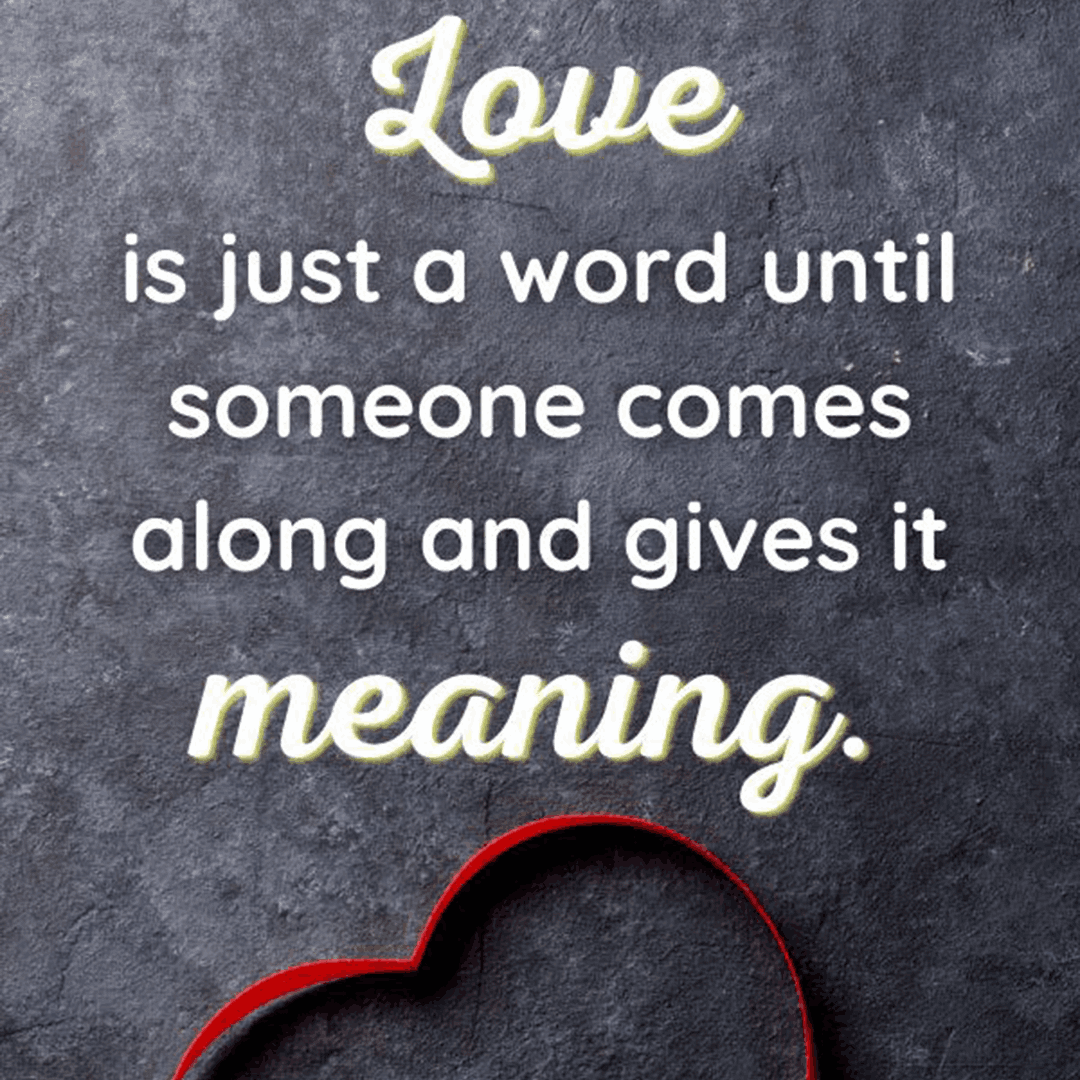 Love
is just a word until
someone comes
along and gives it
meaning.